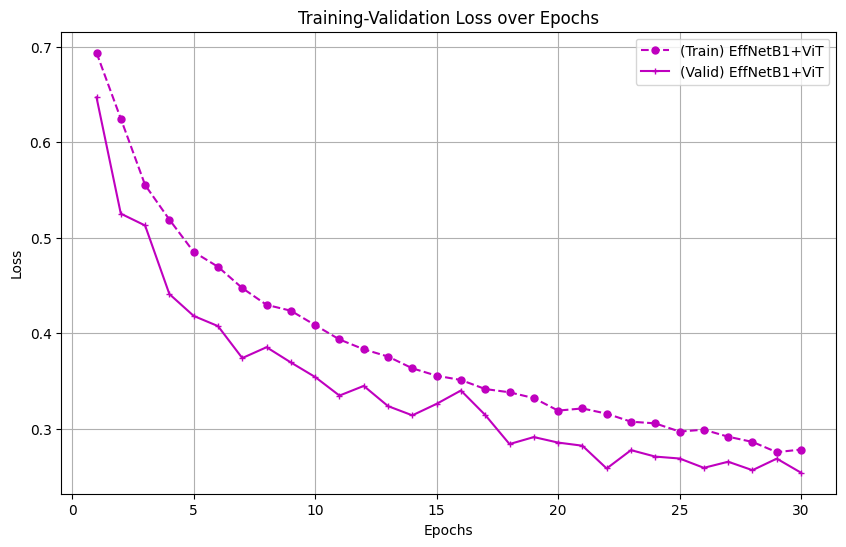 Training-Validation Loss over Epochs
(Train) EffNetB1+ViT
(Valid) EffNetB1+ViT
0.7
0.6
0.5
0.4
0.3
Loss
0
5
10
15
20
25
30
Epochs